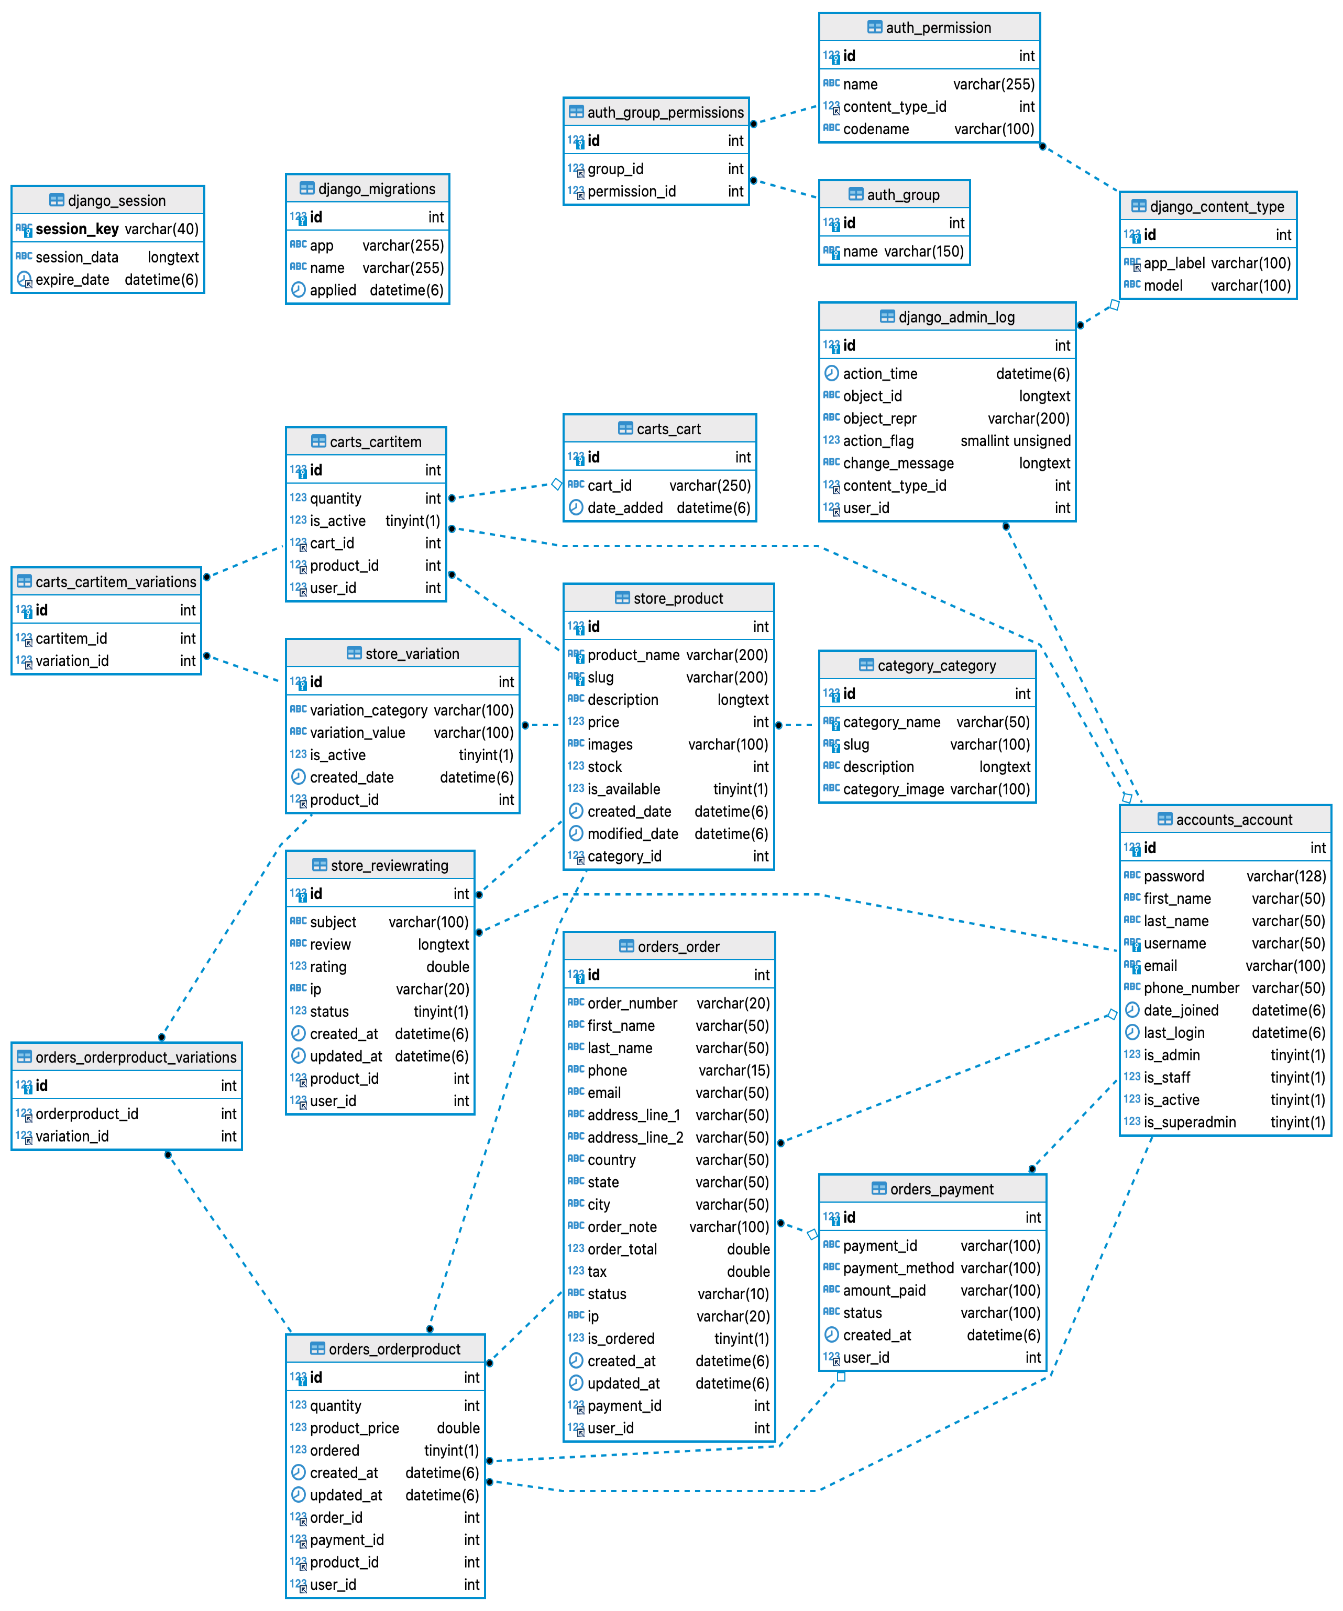 auth_permission
id int
name varchar(255)
content_type_id int
codename varchar(100)
auth_group_permissions
id int
group_id int
permission_id int
django_session
session_key varchar(40)
session_data longtext
expire_date datetime(6)
django_migrations
id int
app varchar(255)
name varchar(255)
applied datetime(6)
auth_group
id int
name varchar(150)
django_content_type
id int
app_label varchar(100)
model varchar(100)
django_admin_log
id int
action_time datetime(6)
object_id longtext
object_repr varchar(200)
action_flag smallint unsigned
change_message longtext
content_type_id int
user_id int
carts_cartitem
id int
quantity int
is_active tinyint(1)
cart_id int
product_id int
user_id int
carts_cart
id int
cart_id varchar(250)
date_added datetime(6)
carts_cartitem_variations
id int
cartitem_id int
variation_id int
store_variation
id int
variation_category varchar(100)
variation_value varchar(100)
is_active tinyint(1)
created_date datetime(6)
product_id int
store_product
id int
product_name varchar(200)
slug varchar(200)
description longtext
price int
images varchar(100)
stock int
is_available tinyint(1)
created_date datetime(6)
modified_date datetime(6)
category_id int
category_category
id int
category_name varchar(50)
slug varchar(100)
description longtext
category_image varchar(100)
accounts_account
id int
password varchar(128)
first_name varchar(50)
last_name varchar(50)
username varchar(50)
email varchar(100)
phone_number varchar(50)
date_joined datetime(6)
last_login datetime(6)
is_admin tinyint(1)
is_staff tinyint(1)
is_active tinyint(1)
is_superadmin tinyint(1)
store_reviewrating
id int
subject varchar(100)
review longtext
rating double
ip varchar(20)
status tinyint(1)
created_at datetime(6)
updated_at datetime(6)
product_id int
user_id int
orders_order
id int
order_number varchar(20)
first_name varchar(50)
last_name varchar(50)
phone varchar(15)
email varchar(50)
address_line_1 varchar(50)
address_line_2 varchar(50)
country varchar(50)
state varchar(50)
city varchar(50)
order_note varchar(100)
order_total double
tax double
status varchar(10)
ip varchar(20)
is_ordered tinyint(1)
created_at datetime(6)
updated_at datetime(6)
payment_id int
user_id int
orders_orderproduct_variations
id int
orderproduct_id int
variation_id int
orders_payment
id int
payment_id varchar(100)
payment_method varchar(100)
amount_paid varchar(100)
status varchar(100)
created_at datetime(6)
user_id int
orders_orderproduct
id int
quantity int
product_price double
ordered tinyint(1)
created_at datetime(6)
updated_at datetime(6)
order_id int
payment_id int
product_id int
user_id int